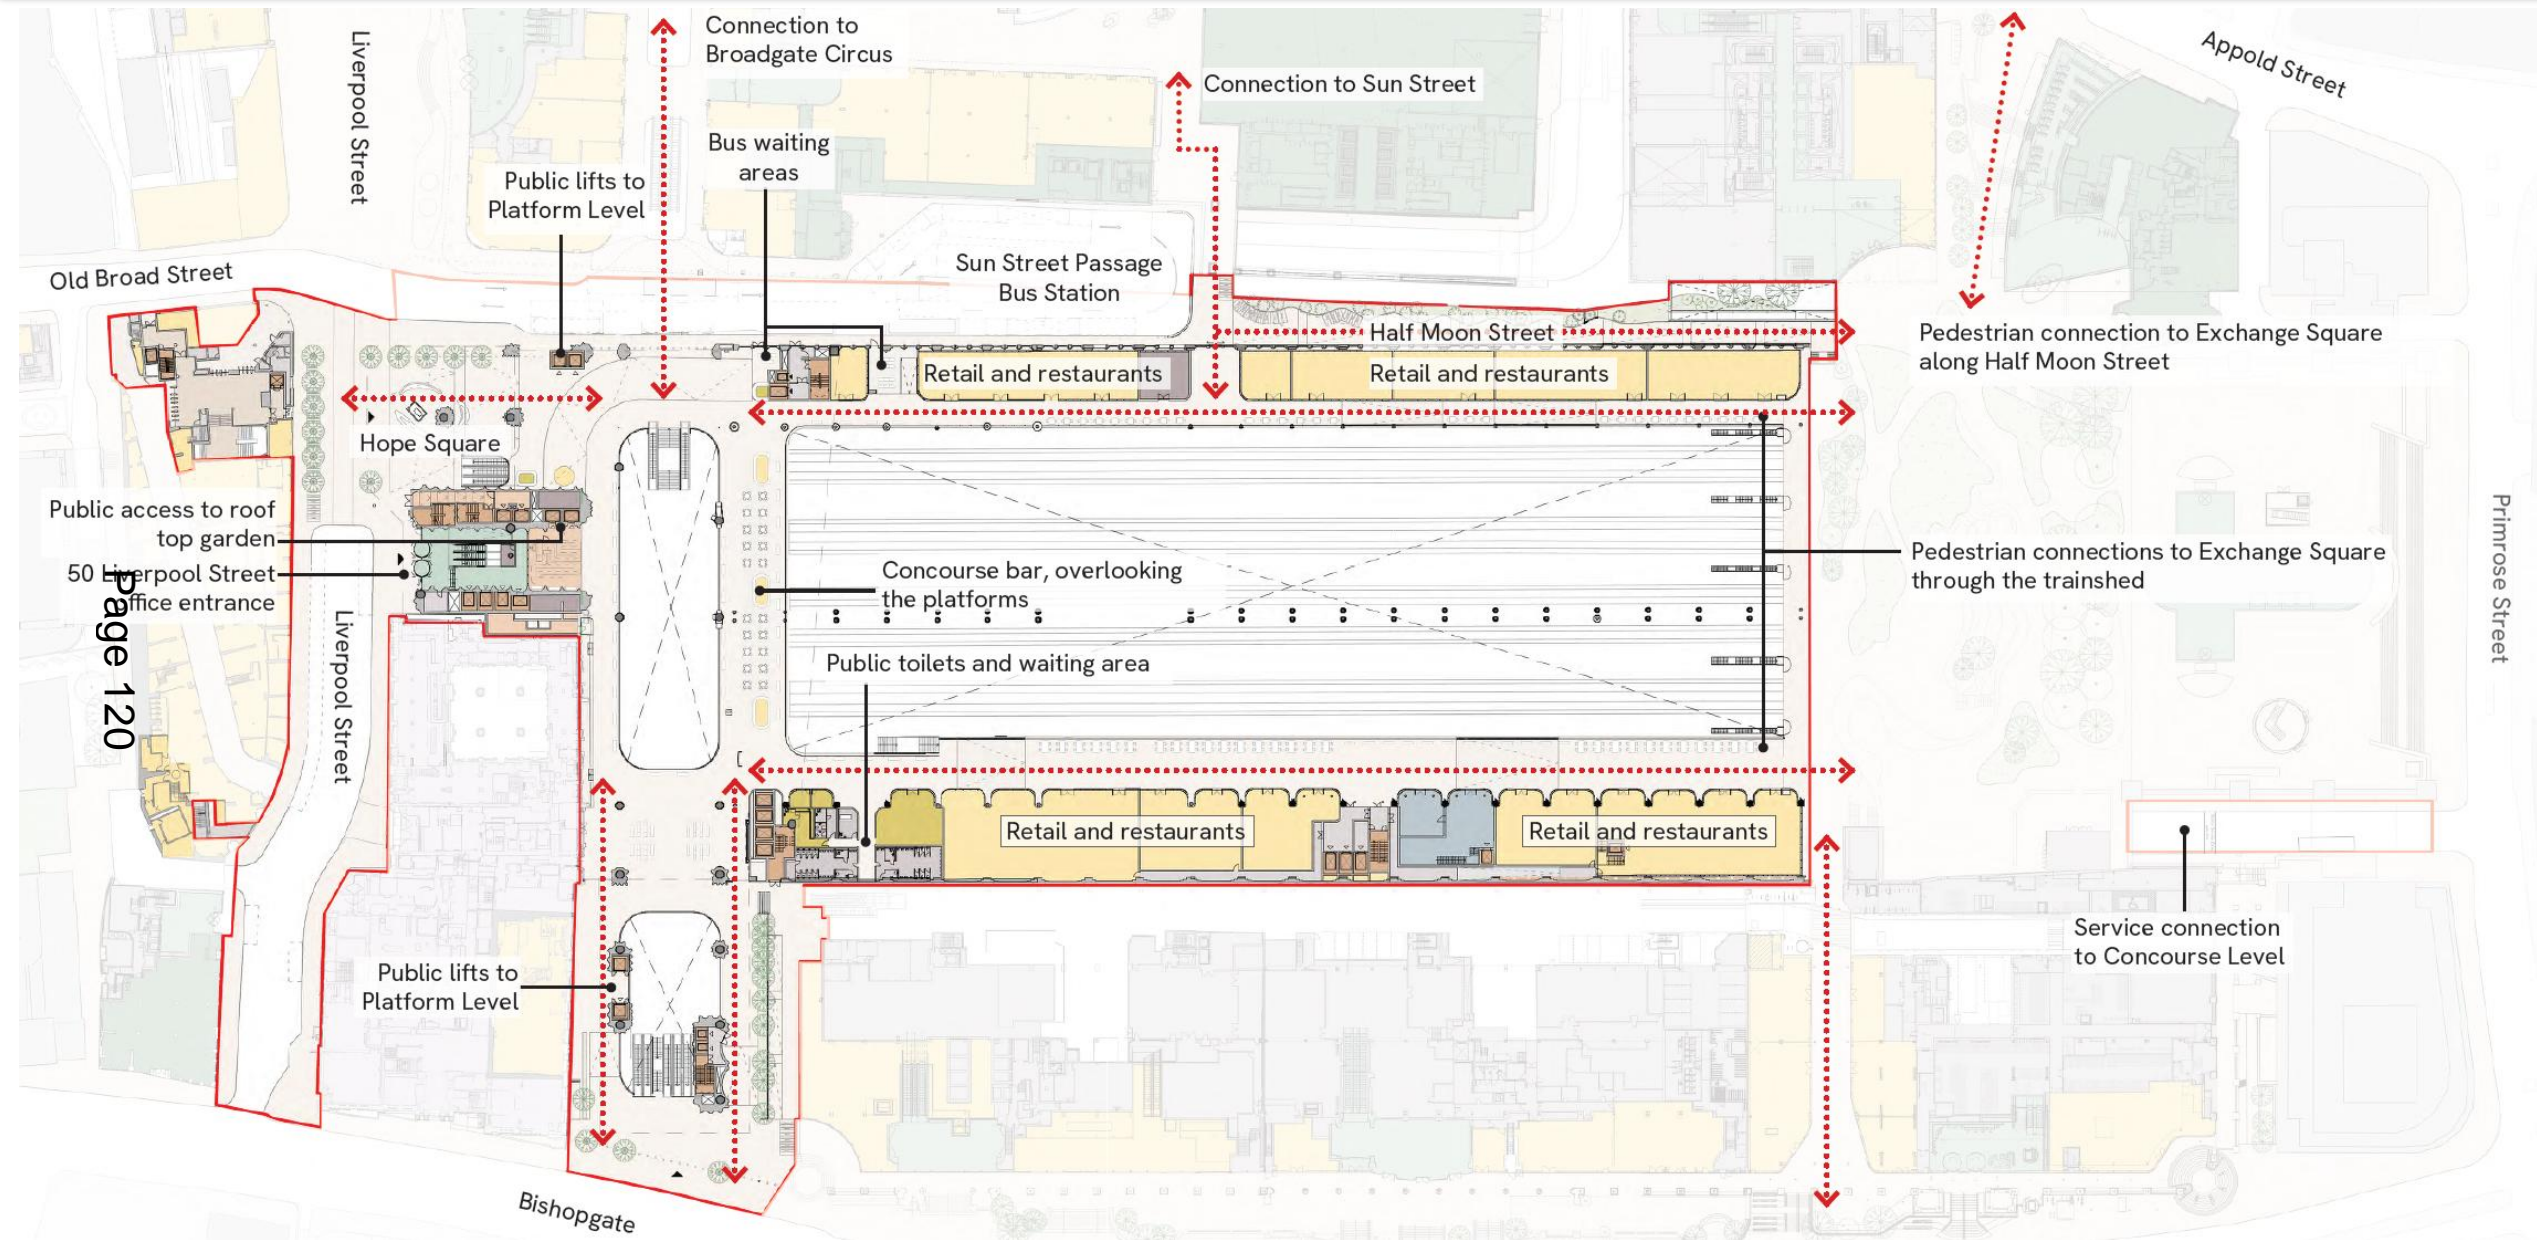 Connection to
Broadgate Circus
Liverpool Street
Appold Street
Connection to Sun Street
Bus waiting
areas
Public lifts to
Platform Level
Old Broad Street
Sun Street Passage
Bus Station
Half Moon Street
Pedestrian connection to Exchange Square
along Half Moon Street
Retail and restaurants
Retail and restaurants
Hope Square
Public access to roof
top garden
50 Liverpool Street
office entrance
Page 120
Liverpool Street
Concourse bar, overlooking
the platforms
Pedestrian connections to Exchange Square
through the trainshed
Primrose Street
Public toilets and waiting area
Retail and restaurants
Retail and restaurants
Public lifts to
Platform Level
Service connection
to Concourse Level
Bishopgate